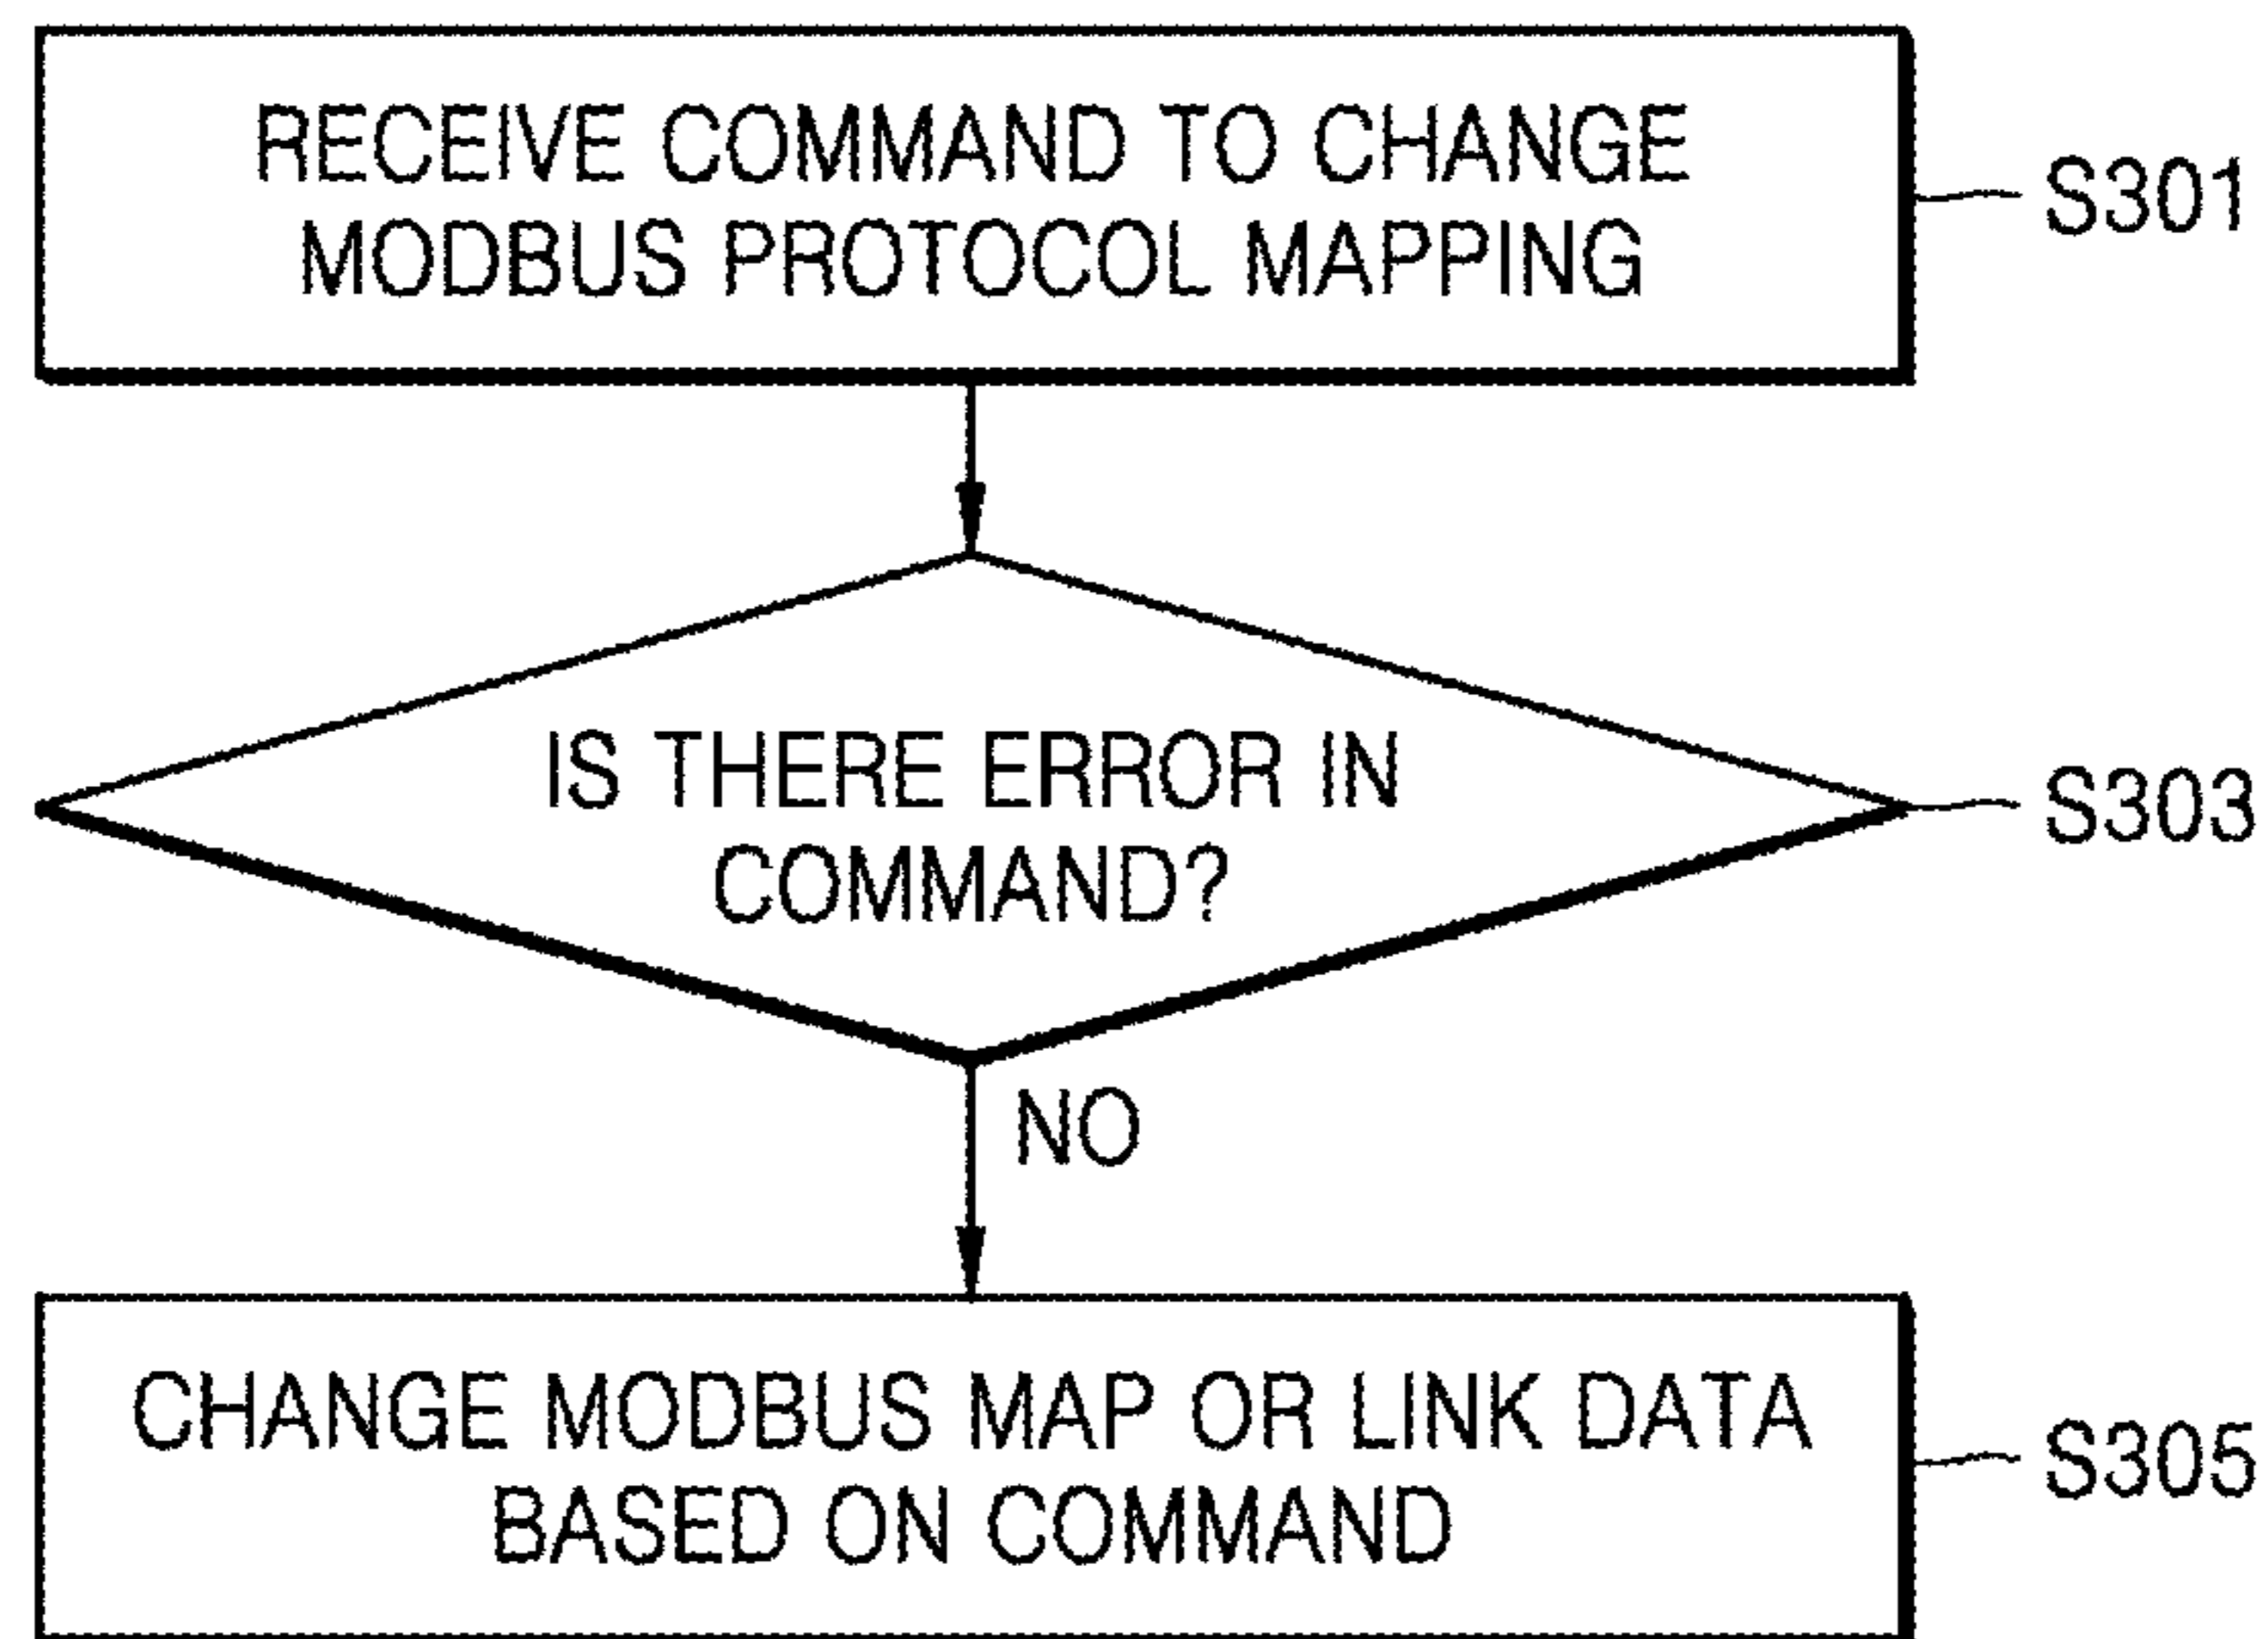 RECEIVE COMMAND TO CHANGE
MODBUS PROTOCOL MAPPING
S301
IS THERE ERROR IN
COMMAND?
S303
NO
CHANGE MODBUS MAP OR LINK DATA
BASED ON COMMAND
S305